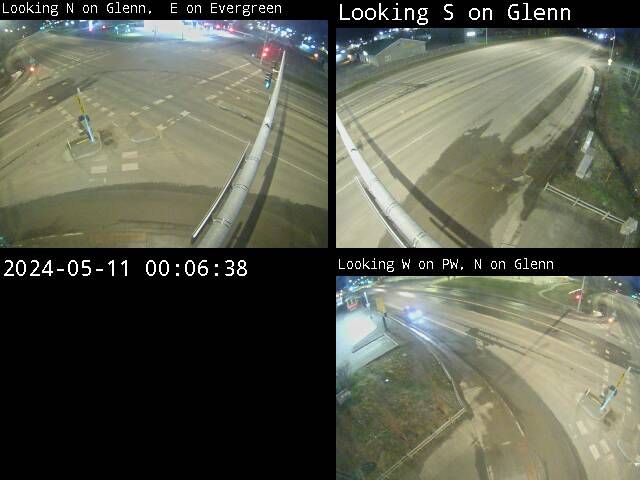 Looking N on Glenn,  E on Evergreen
Looking S on Glenn
2024-05-11 00:06:38
Looking W on PW, N on Glenn